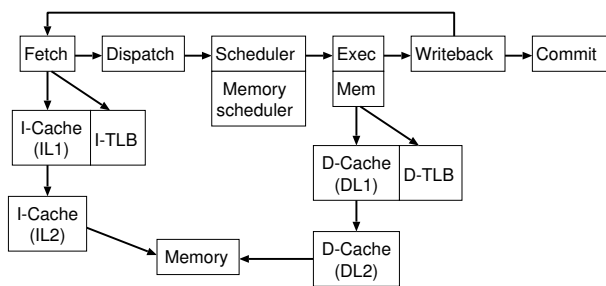 Fetch
Dispatch
Scheduler
Exec
Writeback
Commit
Memory
scheduler
Mem
I-Cache
(IL1)
I-TLB
D-Cache
(DL1)
D-TLB
I-Cache
(IL2)
Memory
D-Cache
(DL2)